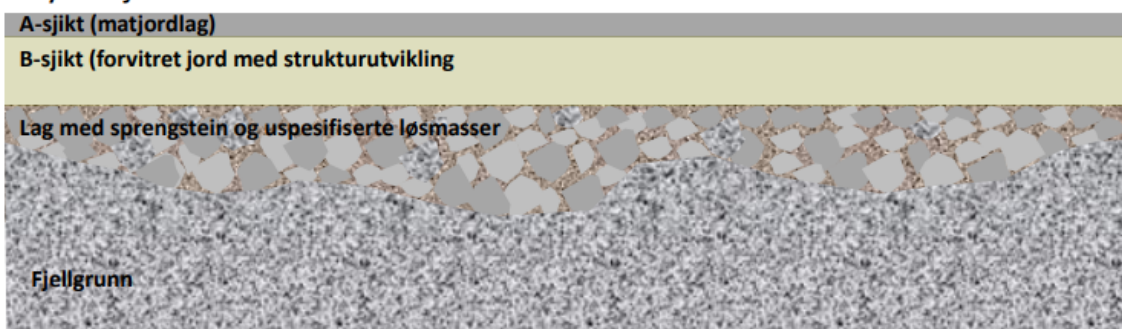 A-sjikt (matjordlag)
B-sjikt (forvitret jord med strukturutvikling
Lag med sprengstein og uspesifiserte løsmasser
Fjellgrunn